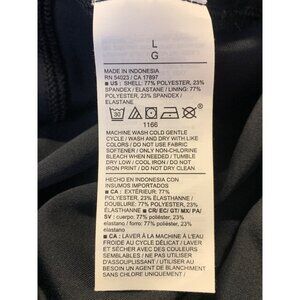 L
G
MADE IN INDONESIA
RN 54023 / CA 17897
■ US: SHELL: 77% POLYESTER, 23%
SPANDEX / ELASTANE / LINING: 77%
POLYESTER, 23% SPANDEX /
ELASTANE
30
1166
MACHINE WASH COLD GENTLE
CYCLE / WASH AND DRY WITH LIKE
COLORS / DO NOT USE FABRIC
SOFTENER / ONLY NON-CHLORINE
BLEACH WHEN NEEDED / TUMBLE
DRY LOW / COOL IRON / DO NOT
IRON PRINT / DO NOT DRY CLEAN
HECHO EN INDONESIA CON
INSUMOS IMPORTADOS
■ CA: EXTÉRIEUR: 77%
POLYESTER, 23% ÉLASTHANNE /
DOUBLURE: 77% POLYESTER, 23%
ÉLASTHANNE ■ CR/ EC/ GT/ MX/ PA/
SV : cuerpo: 77% poliéster, 23%
elastano / forro: 77% poliéster, 23%
elastano
■ CA : LAVER À LA MACHINE À L'EAU
FROIDE AU CYCLE DÉLICAT / LAVER
ET SÉCHER AVEC DES COULEURS
SEMBLABLES / NE PAS UTILISER
D'ASSOUPLISSANT / AU BESOIN
UTILISER UN AGENT DE BLANCHIMENT
SANS CHLORE UNIQUEMENT /